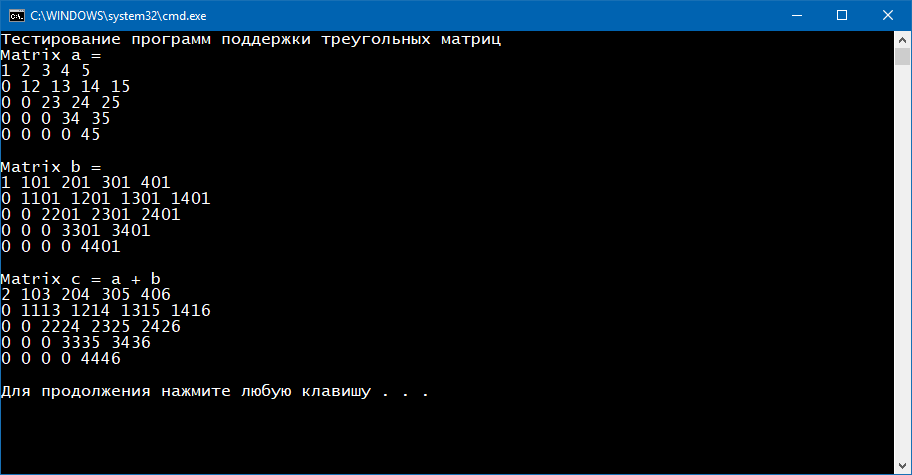 C:\WINDOWS\system32\cmd.exe
Тестирование программ поддержки треугольных матриц
Matrix a =
1 2 3 4 5
0 12 13 14 15
0 0 23 24 25
0 0 0 34 35
0 0 0 0 45
Matrix b =
1 101 201 301 401
0 1101 1201 1301 1401
0 0 2201 2301 2401
0 0 0 3301 3401
0 0 0 0 4401
Matrix c = a + b
2 103 204 305 406
0 1113 1214 1315 1416
0 0 2224 2325 2426
0 0 0 3335 3436
0 0 0 0 4446
Для продолжения нажмите любую клавишу . . .